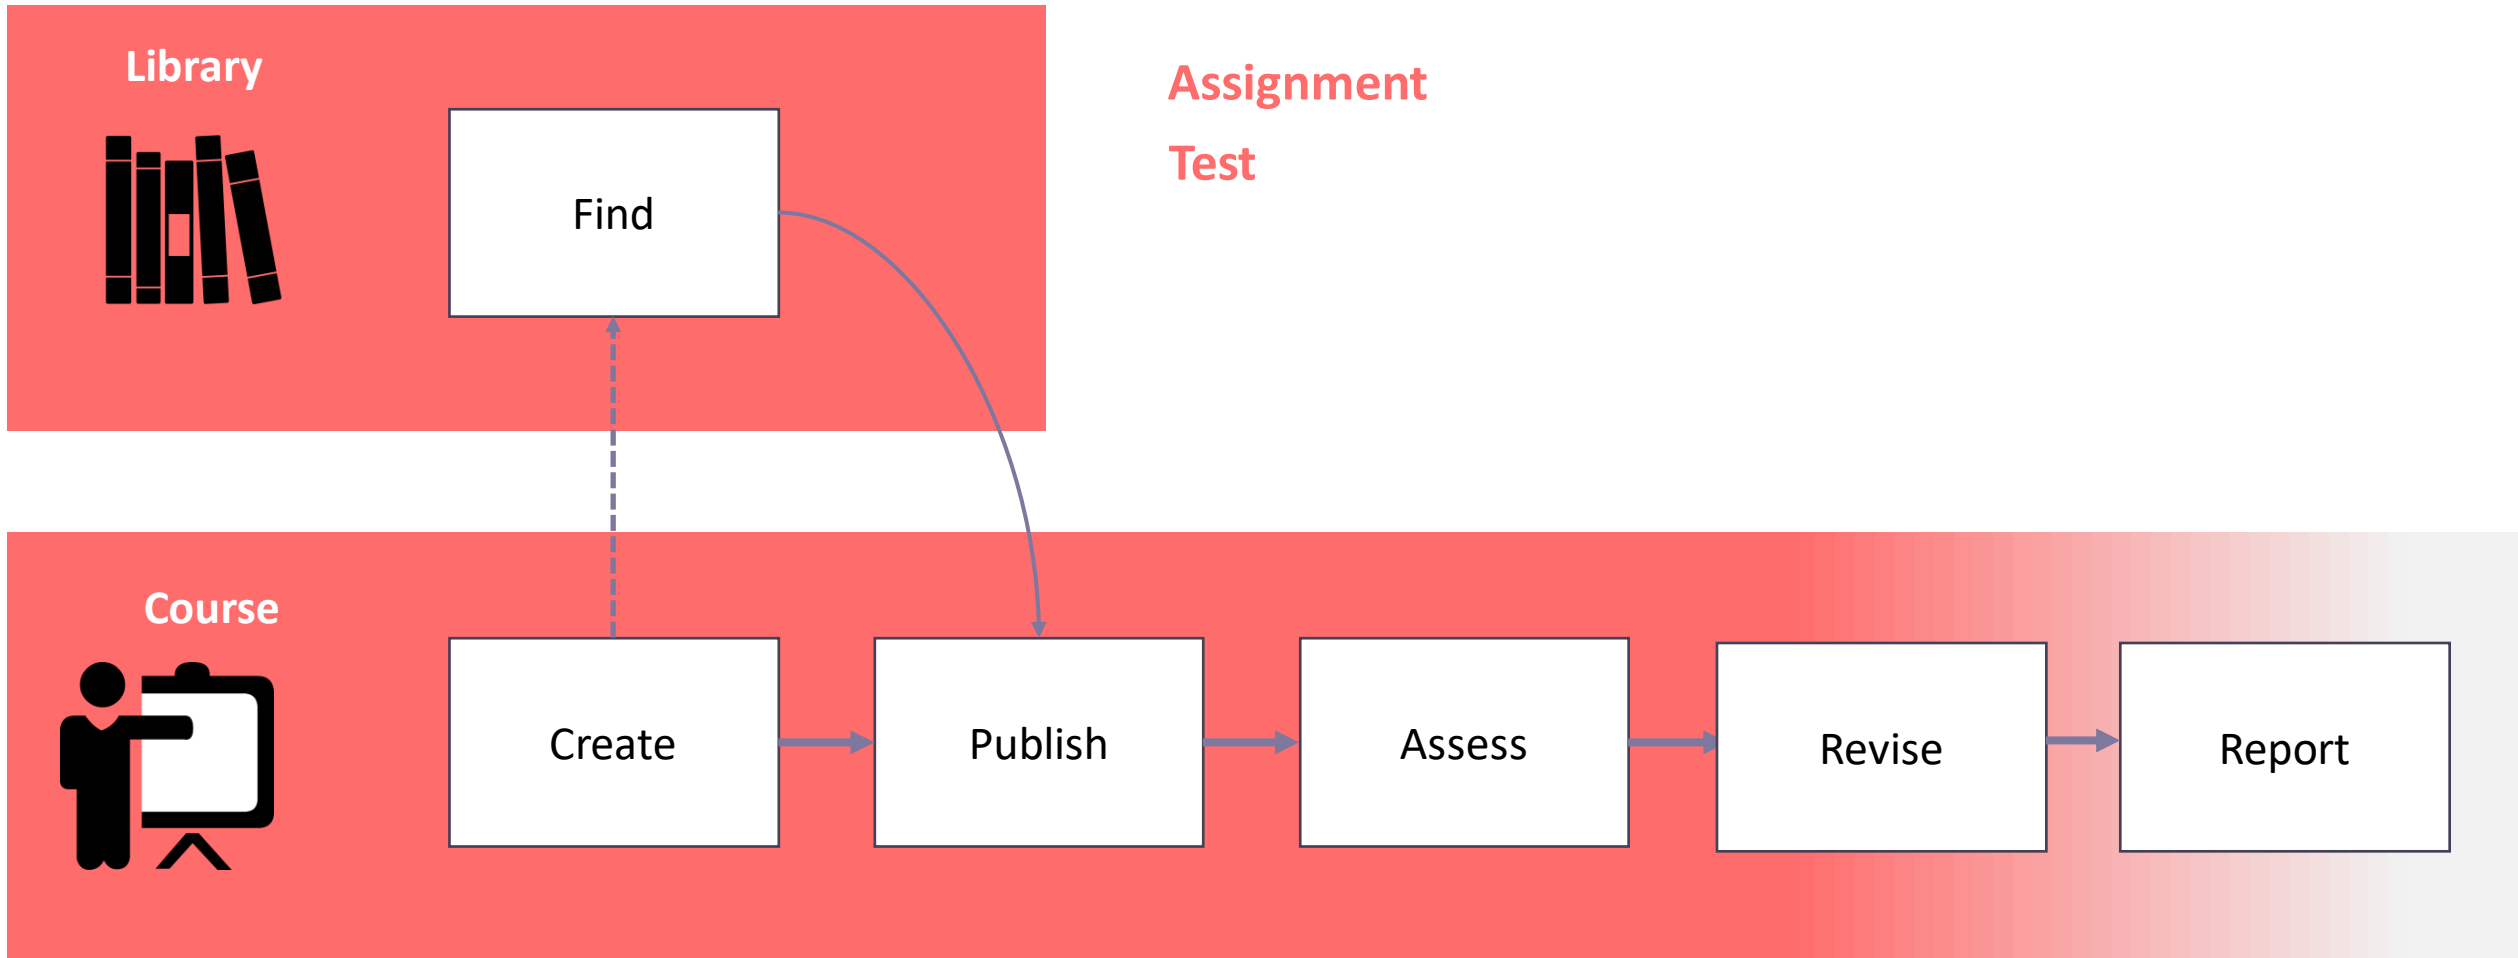 Library
Assignment
Test
Find
Course
Create
Publish
Assess
Revise
Report